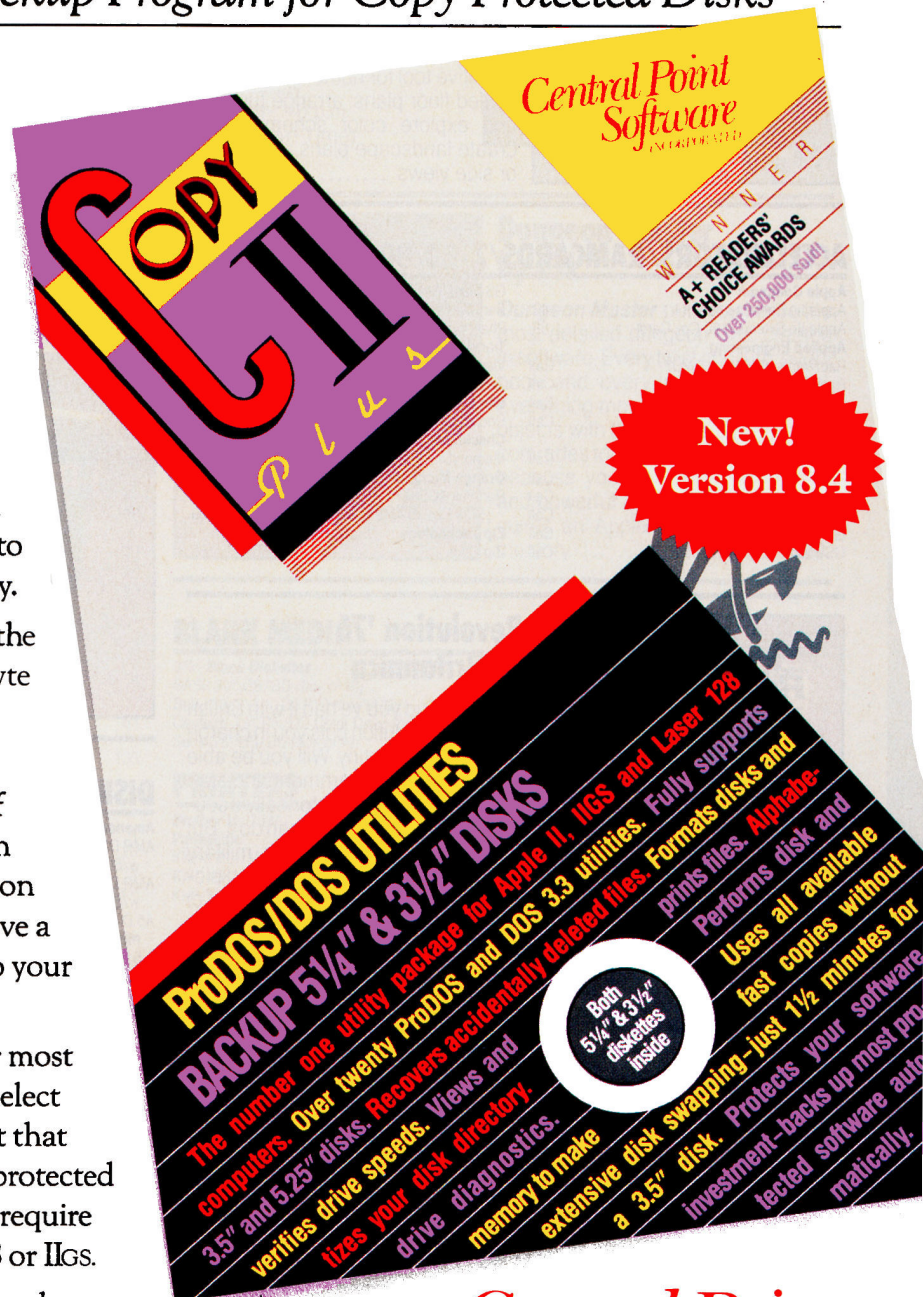 Program for Copy Protected Disks
Central Point
Software
INCORPORATED
WINNER
A+ READERS'
CHOICE AWARDS
Over 250,000 sold!
COPY
II
Plus
New!
Version 8.4
to
y.
the
yte
f
n
on
ve a
your
most
elect
t that
protected
require
or IIGS.
ProDOS/DOS UTILITIES
BACKUP 5¼" & 3½" DISKS
The number one utility package for Apple II, IIGS and Laser 128
computers. Over twenty ProDOS and DOS 3.3 utilities. Fully supports
3.5" and 5.25" disks. Recovers accidentally deleted files. Formats disks and
verifies drive speeds. Views and prints files. Alphabe-
tizes your disk directory. Performs disk and
drive diagnostics. Uses all available
memory to make fast copies without
extensive disk swapping–just 1½ minutes for
a 3.5" disk. Protects your software
investment–backs up most pro
tected software aut
matically.
Both
5¼" & 3½"
diskettes
inside
Central